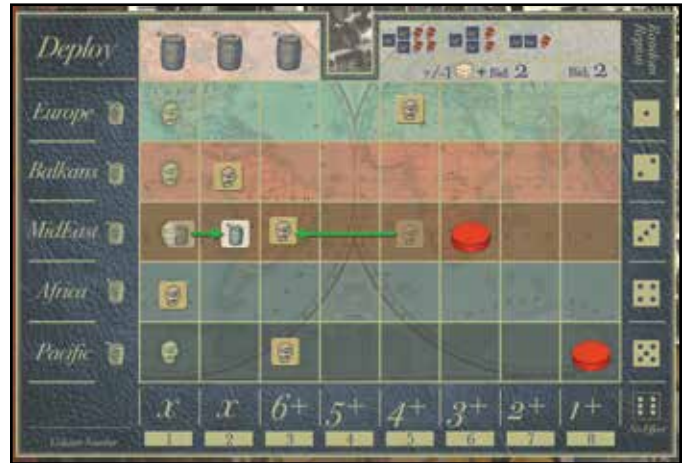 Deploy
+/-1 + Bid 2
Bid 2
Random Region
Europe
Balkans
MidEast
Africa
Pacific
x x 6+ 5+ 4+ 3+ 2+ 1+
No Effect
1 2 3 4 5 6 7 8